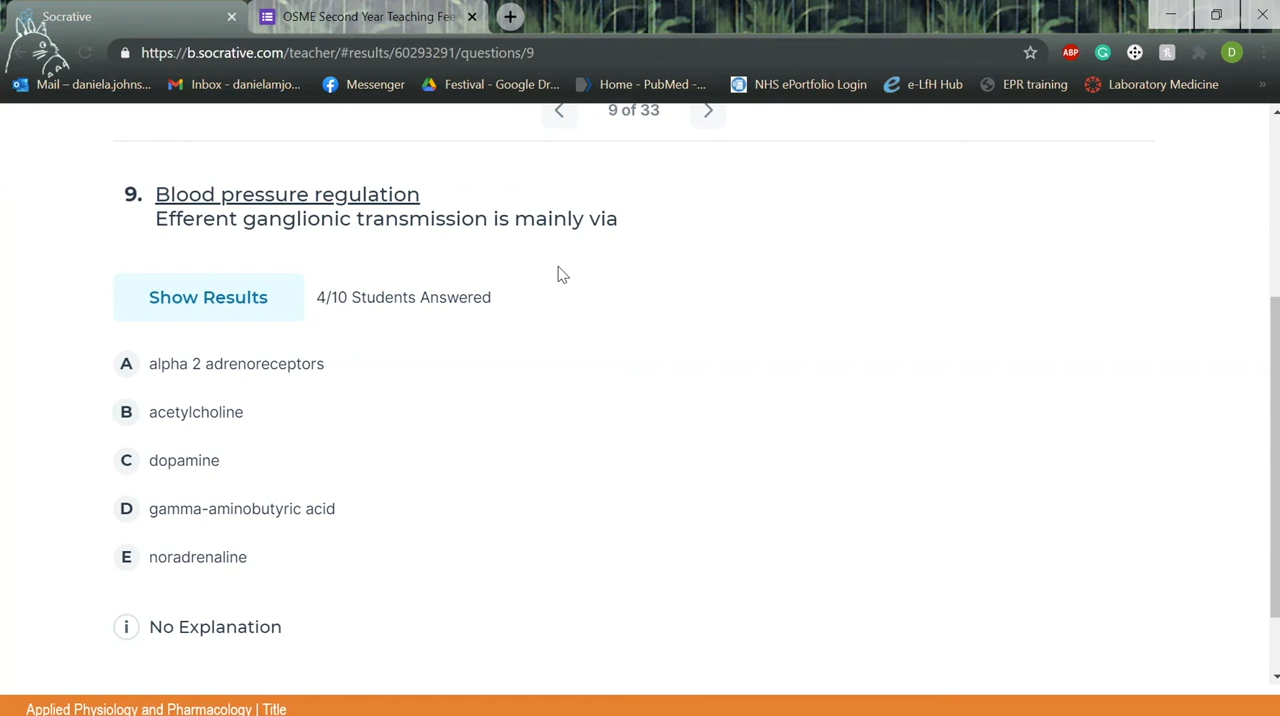 Socrative
OSME Second Year Teaching Fee
https://b.socrative.com/teacher/#results/60293291/questions/9
ABP
D
Mail – daniela.johns...
Inbox - danielamjo...
Messenger
Festival - Google Dr...
Home - PubMed -...
NHS ePortfolio Login
e-LfH Hub
EPR training
Laboratory Medicine
9 of 33
9. Blood pressure regulation
Efferent ganglionic transmission is mainly via
Show Results
4/10 Students Answered
A alpha 2 adrenoreceptors
B acetylcholine
C dopamine
D gamma-aminobutyric acid
E noradrenaline
i No Explanation
Applied Physiology and Pharmacology | Title